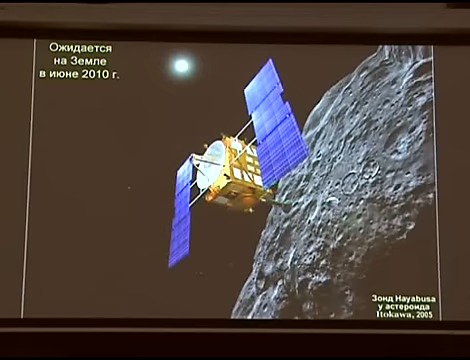 Ожидается
на Земле
в июне 2010 г.
Зонд Hayabusa
у астероида
Itokawa, 2005